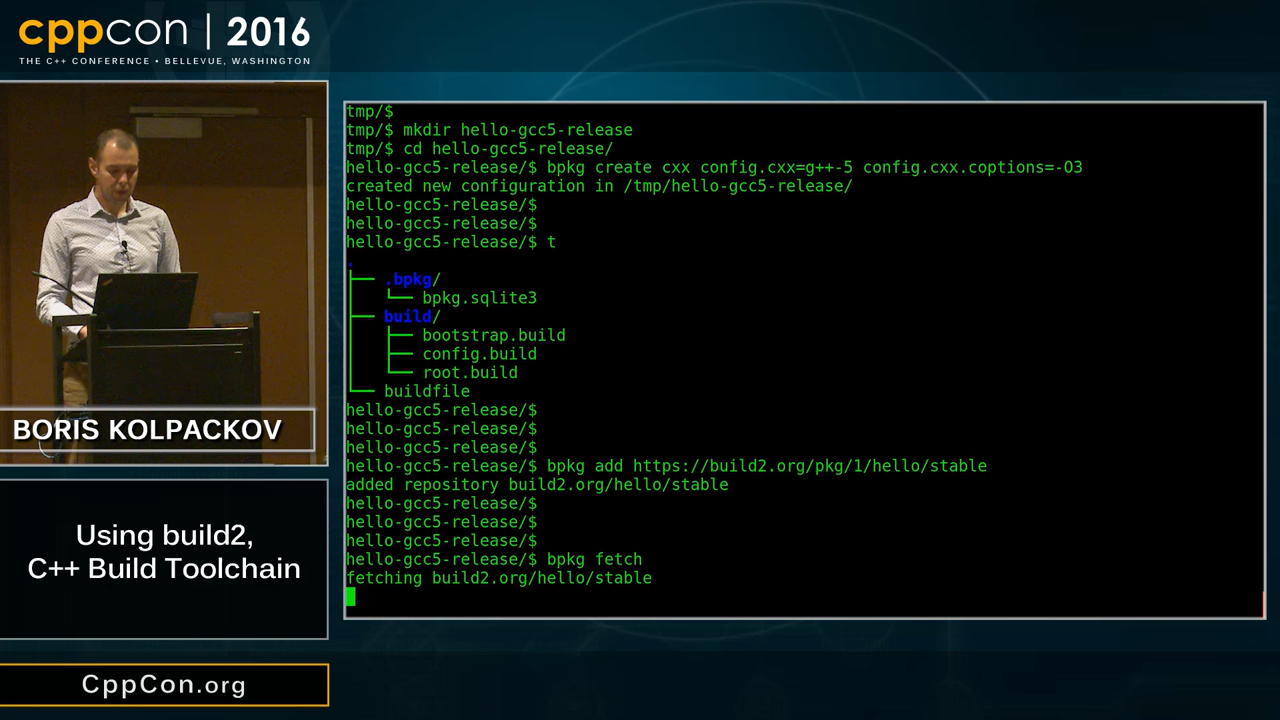 cppcon | 2016
THE C++ CONFERENCE • BELLEVUE, WASHINGTON
BORIS KOLPACKOV
Using build2,
C++ Build Toolchain
CppCon.org
tmp/$
tmp/$ mkdir hello-gcc5-release
tmp/$ cd hello-gcc5-release/
hello-gcc5-release/$ bpkg create cxx config.cxx=g++-5 config.cxx.coptions=-O3
created new configuration in /tmp/hello-gcc5-release/
hello-gcc5-release/$
hello-gcc5-release/$
hello-gcc5-release/$ t
.
├── .bpkg/
│   └── bpkg.sqlite3
├── build/
│   ├── bootstrap.build
│   ├── config.build
│   └── root.build
└── buildfile
hello-gcc5-release/$
hello-gcc5-release/$
hello-gcc5-release/$
hello-gcc5-release/$ bpkg add https://build2.org/pkg/1/hello/stable
added repository build2.org/hello/stable
hello-gcc5-release/$
hello-gcc5-release/$
hello-gcc5-release/$
hello-gcc5-release/$ bpkg fetch
fetching build2.org/hello/stable